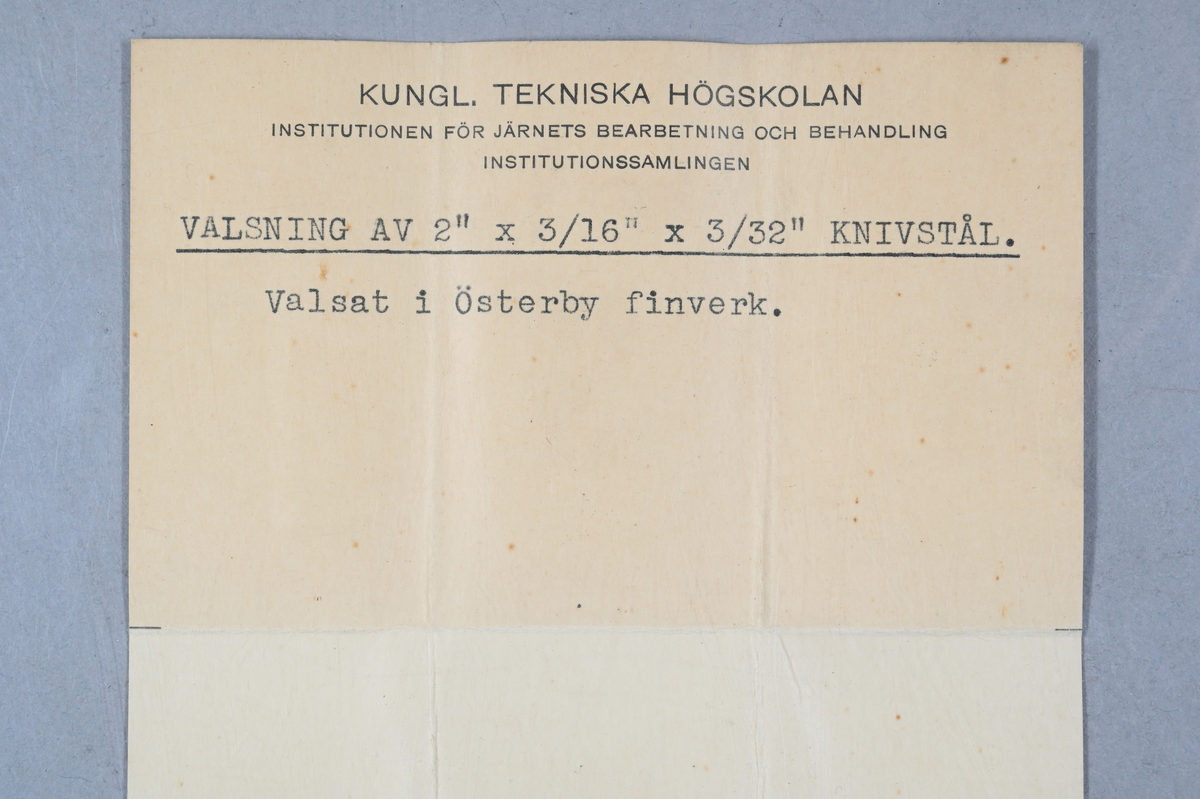 KUNGL. TEKNISKA HÖGSKOLAN
INSTITUTIONEN FÖR JÄRNETS BEARBETNING OCH BEHANDLING
INSTITUTIONSSAMLINGEN
VALSNING AV 2" x 3/16" x 3/32" KNIVSTÅL.
Valsat i Österby finverk.